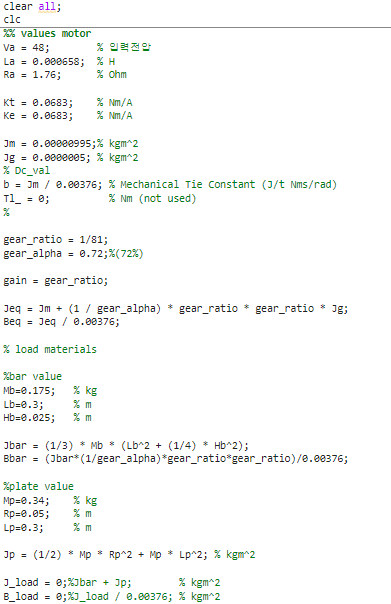 clear all;
clc
%% values motor
Va = 48;        % 입력전압
La = 0.000658;  % H
Ra = 1.76;      % Ohm
Kt = 0.0683;    % Nm/A
Ke = 0.0683;    % Nm/A
Jm = 0.00000995;% kgm^2
Jg = 0.0000005; % kgm^2
% Dc_val
b = Jm / 0.00376; % Mechanical Tie Constant (J/t Nms/rad)
Tl_ = 0;        % Nm (not used)
%
gear_ratio = 1/81;
gear_alpha = 0.72;%(72%)
gain = gear_ratio;
Jeq = Jm + (1 / gear_alpha) * gear_ratio * gear_ratio * Jg;
Beq = Jeq / 0.00376;
% load materials
%bar value
Mb=0.175;   % kg
Lb=0.3;     % m
Hb=0.025;   % m
Jbar = (1/3) * Mb * (Lb^2 + (1/4) * Hb^2);
Bbar = (Jbar*(1/gear_alpha)*gear_ratio*gear_ratio)/0.00376;
%plate value
Mp=0.34;    % kg
Rp=0.05;    % m
Lp=0.3;     % m
Jp = (1/2) * Mp * Rp^2 + Mp * Lp^2; % kgm^2
J_load = 0;%Jbar + Jp;        % kgm^2
B_load = 0;%J_load / 0.00376; % kgm^2